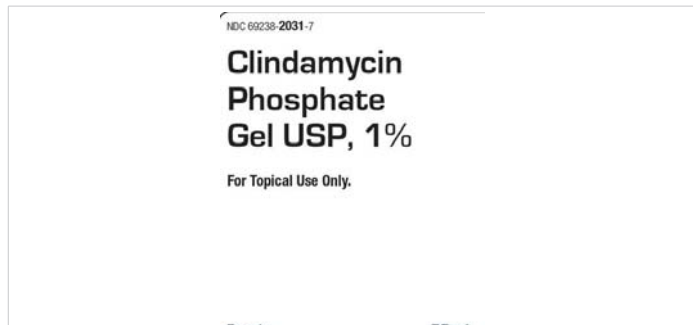 NDC 69238-2031-7
Clindamycin
Phosphate
Gel USP, 1%
For Topical Use Only.